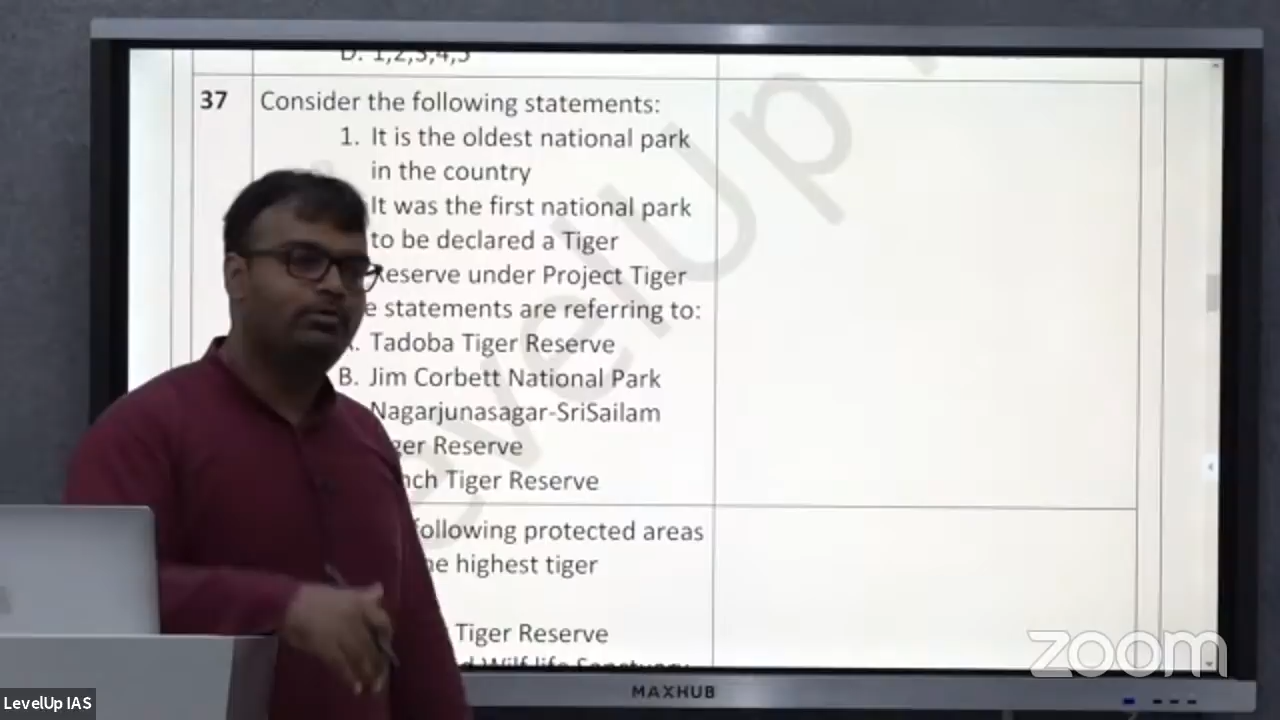 D. 1,2,3,4,5
37 Consider the following statements:
1. It is the oldest national park
in the country
It was the first national park
to be declared a Tiger
Reserve under Project Tiger
statements are referring to:
Tadoba Tiger Reserve
B. Jim Corbett National Park
Nagarjunasagar-SriSailam
Reserve
Tiger Reserve
following protected areas
highest tiger
Tiger Reserve
LevelUp
zoom
MAXHUB
LevelUp IAS